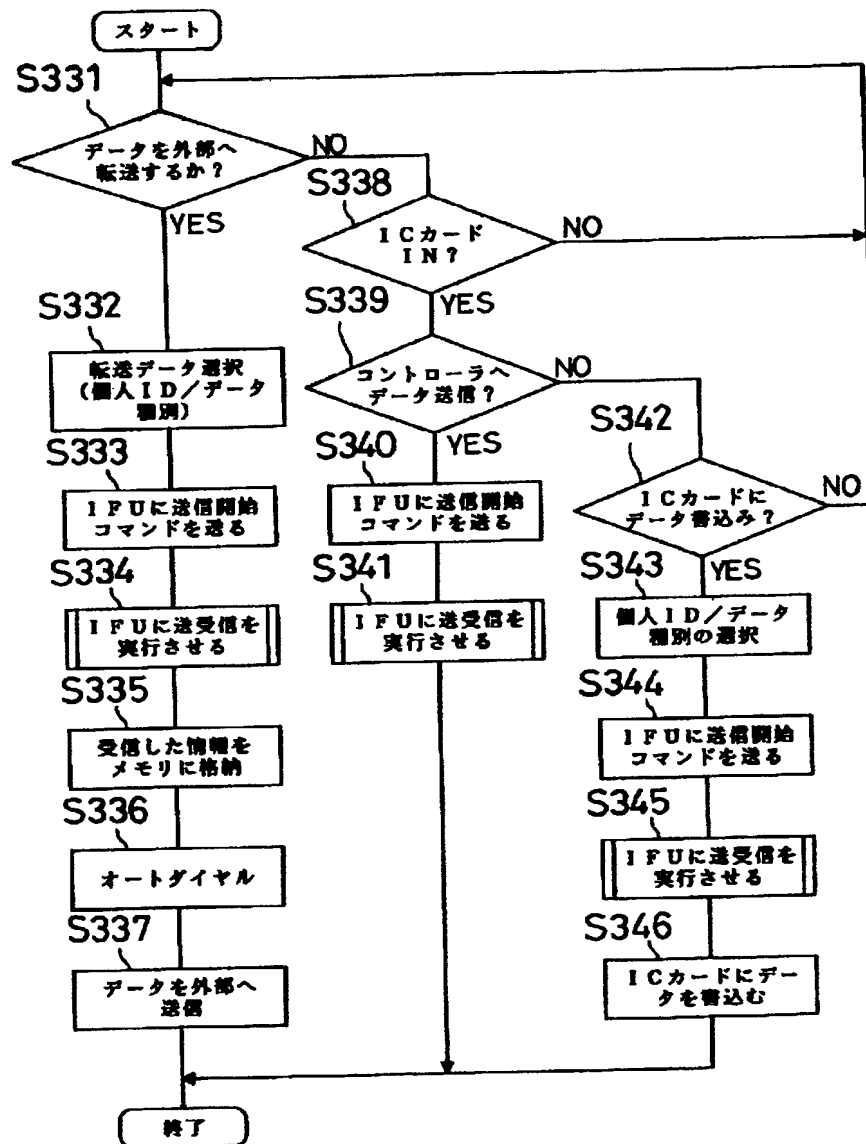 スタート
S331
データを外部へ
転送するか？
NO
YES
S338
ICカード
IN？
NO
YES
S332
転送データ選択
（個人ID／データ
種別）
S339
コントローラへ
データ送信？
NO
YES
S333
IFUに送信開始
コマンドを送る
S340
IFUに送信開始
コマンドを送る
S342
ICカードに
データ書込み？
NO
YES
S334
IFUに送受信を
実行させる
S341
IFUに送受信を
実行させる
S343
個人ID／データ
種別の選択
S335
受信した情報を
メモリに格納
S344
IFUに送信開始
コマンドを送る
S336
オートダイヤル
S345
IFUに送受信を
実行させる
S337
データを外部へ
送信
S346
ICカードにデー
タを書込む
終了